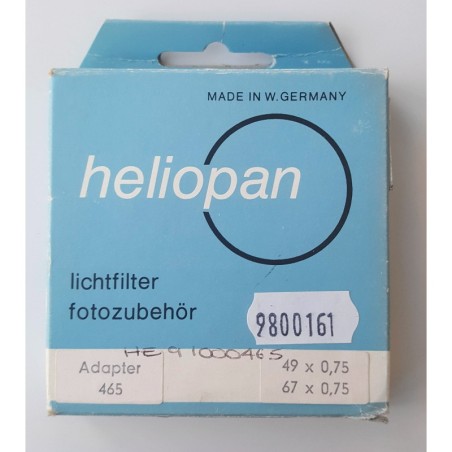 MADE IN W.GERMANY
heliopan
lichtfilter
fotozubehör
9800161
HE 91000465
Adapter 49 x 0,75
465 67 x 0,75